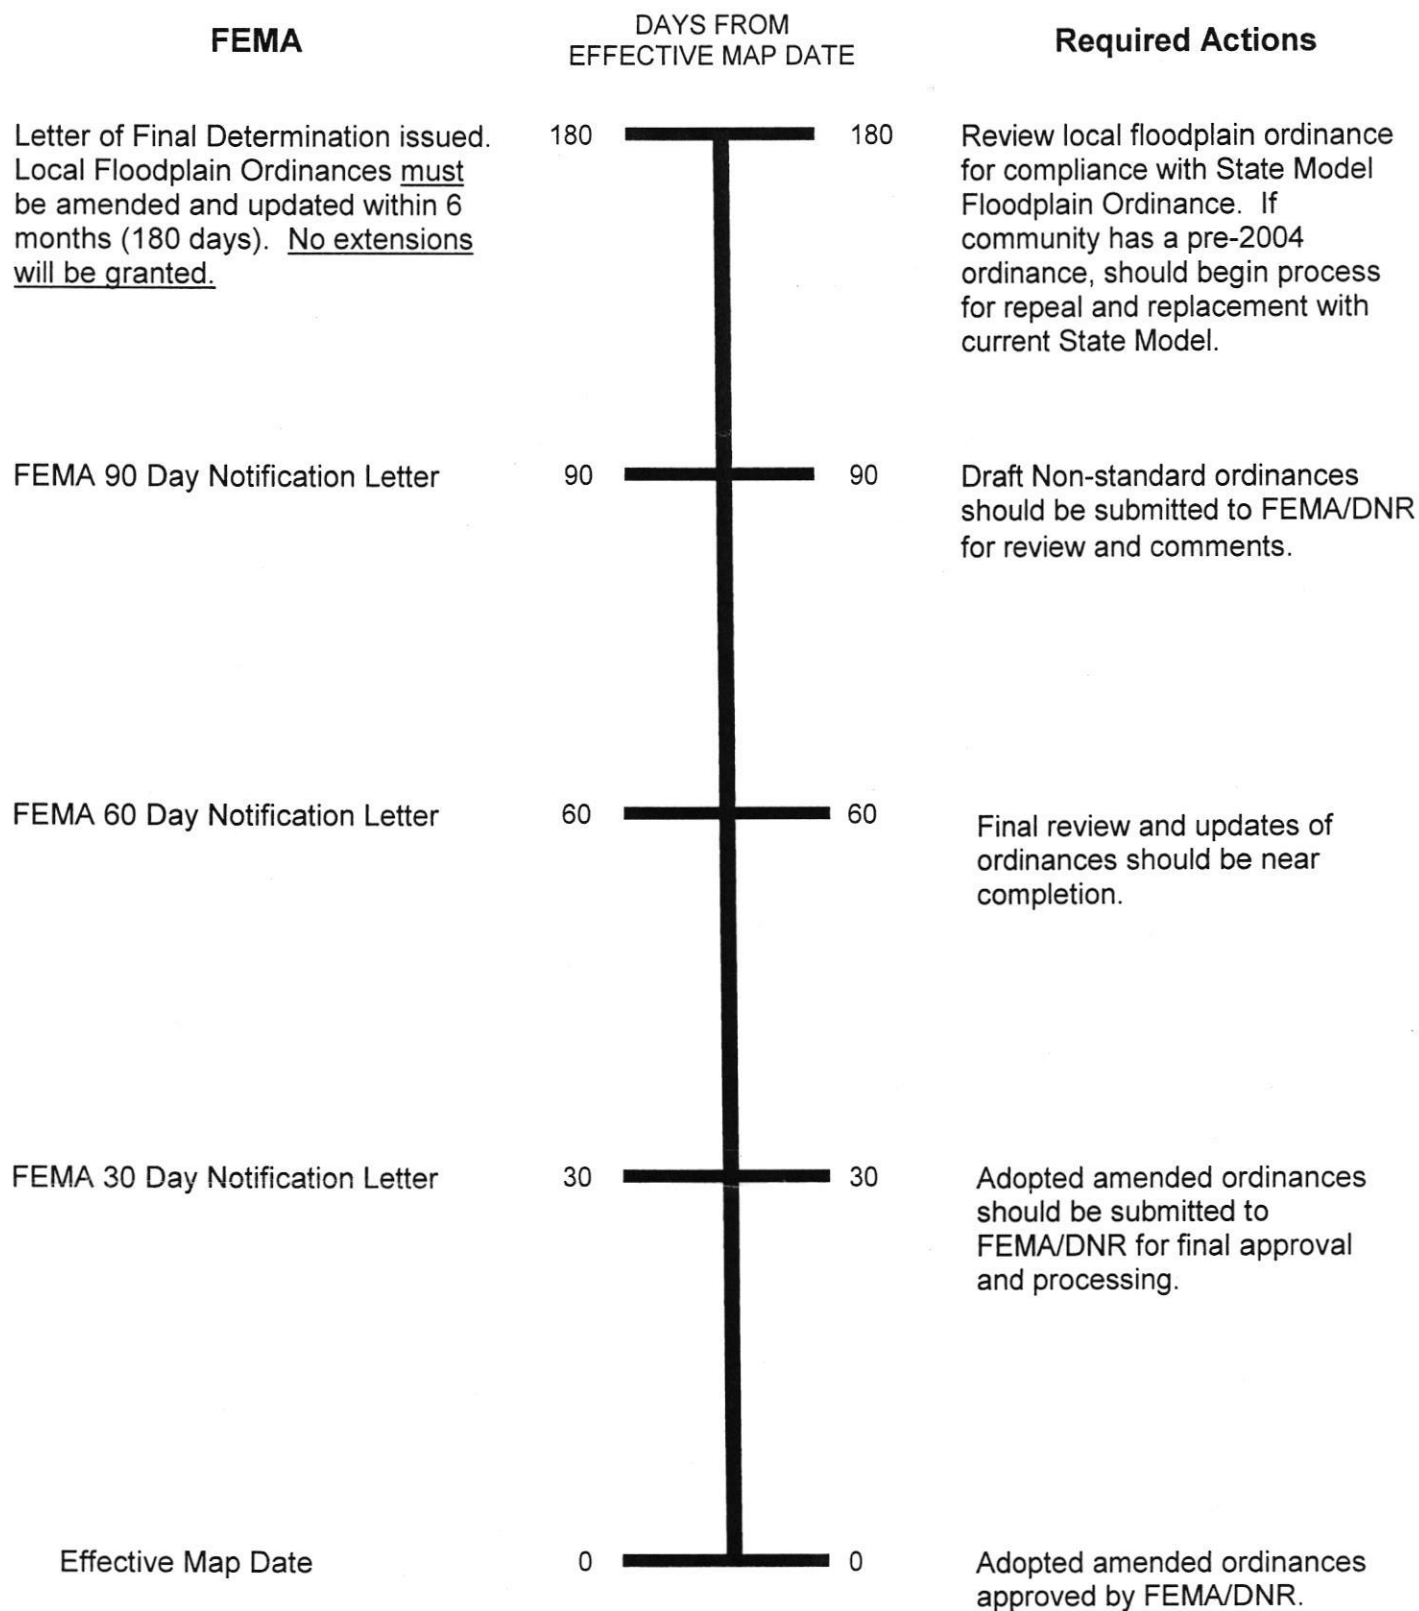 FEMA
DAYS FROM
EFFECTIVE MAP DATE
Required Actions
Letter of Final Determination issued.
Local Floodplain Ordinances must
be amended and updated within 6
months (180 days). No extensions
will be granted.
180
180
Review local floodplain ordinance
for compliance with State Model
Floodplain Ordinance. If
community has a pre-2004
ordinance, should begin process
for repeal and replacement with
current State Model.
FEMA 90 Day Notification Letter
90
90
Draft Non-standard ordinances
should be submitted to FEMA/DNR
for review and comments.
FEMA 60 Day Notification Letter
60
60
Final review and updates of
ordinances should be near
completion.
FEMA 30 Day Notification Letter
30
30
Adopted amended ordinances
should be submitted to
FEMA/DNR for final approval
and processing.
Effective Map Date
0
0
Adopted amended ordinances
approved by FEMA/DNR.